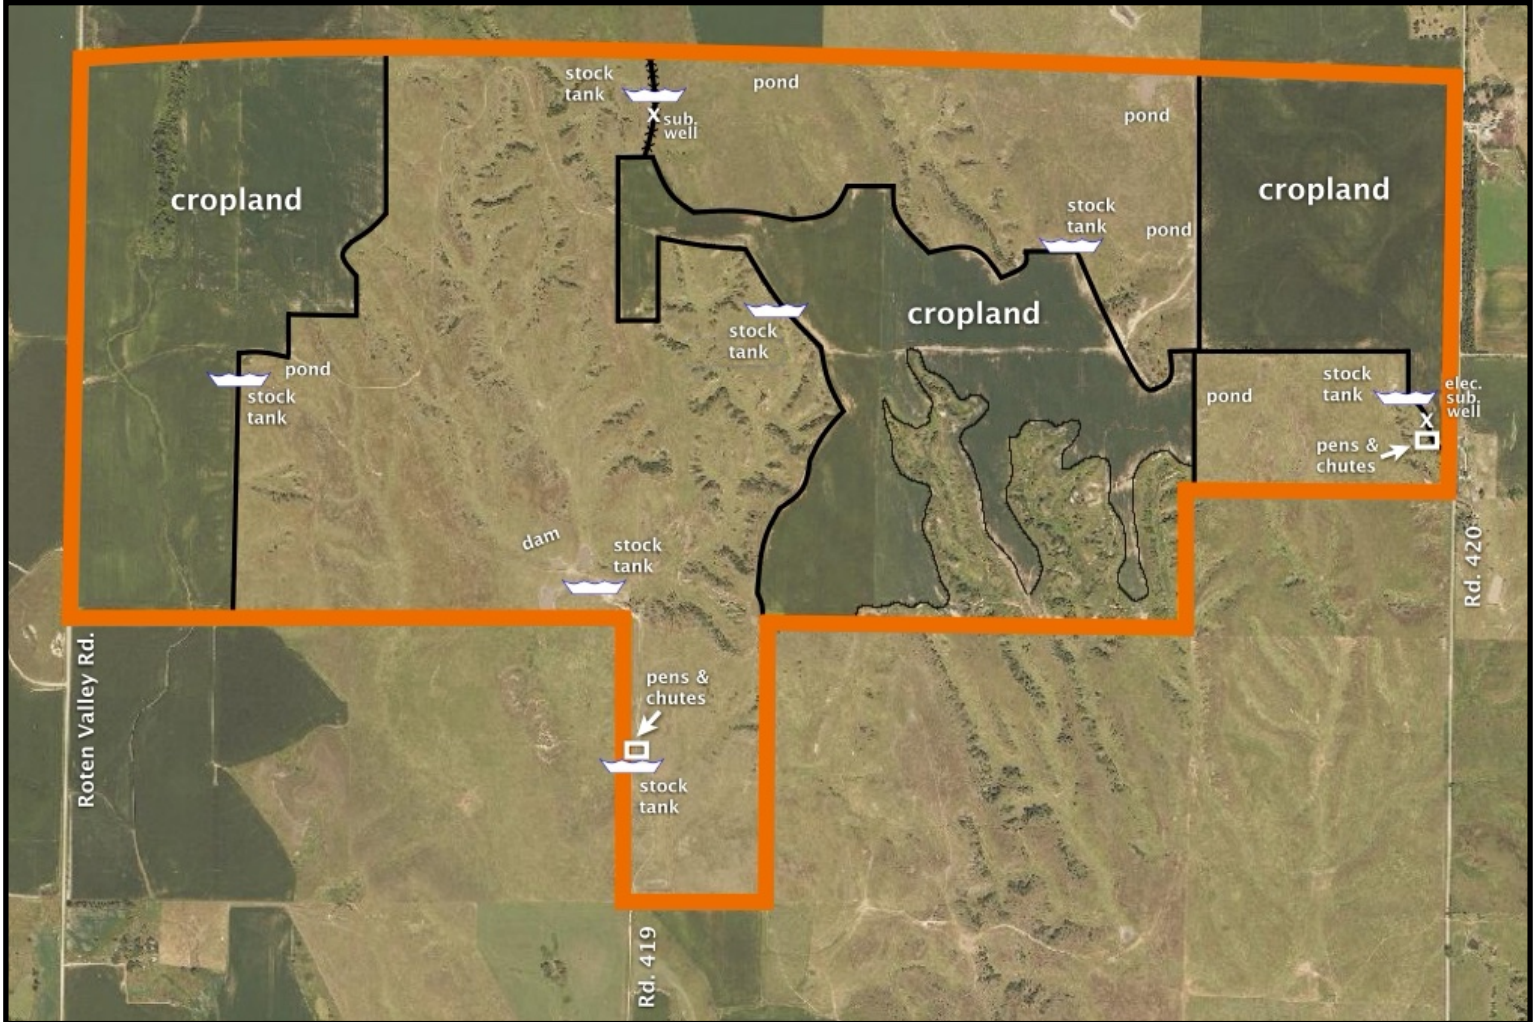 stock
tank
pond
pond
x sub.
well
cropland
cropland
stock
tank
pond
cropland
stock
tank
pond
stock
tank
stock
tank
pond
elec.
sub.
well
x
pens &
chutes
dam
stock
tank
Rd. 420
Roten Valley Rd.
pens &
chutes
stock
tank
Rd. 419